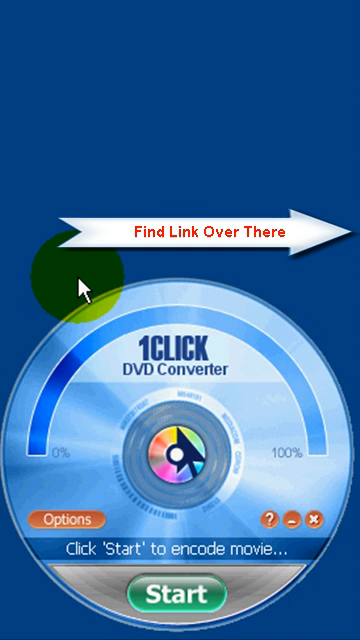 Find Link Over There
1CLICK
DVD Converter
0%
100%
Options
?
Click 'Start' to encode movie...
Start